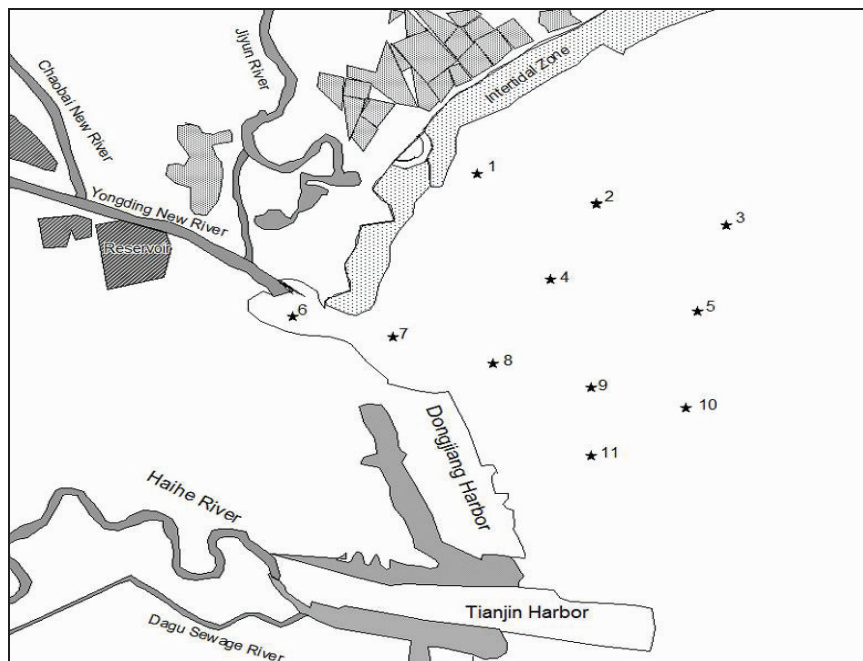 Jiyun River
Chaobai New River
Intertidal Zone
1
2
3
Yongding New River
Reservoir
4
5
6
7
8
9
10
11
Dongjiang Harbor
Haihe River
Tianjin Harbor
Dagu Sewage River